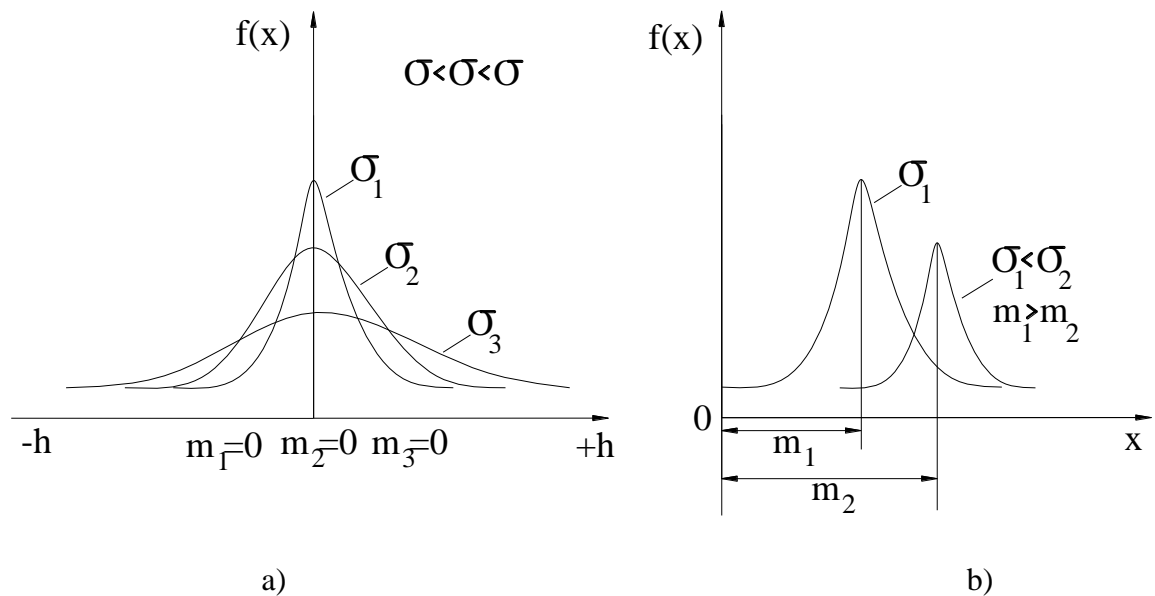 f(x)
σ<σ<σ
σ1
σ2
σ3
-h
m1=0 m2=0 m3=0
+h
a)
f(x)
σ1
σ1<σ2
m1>m2
0
m1
x
m2
b)